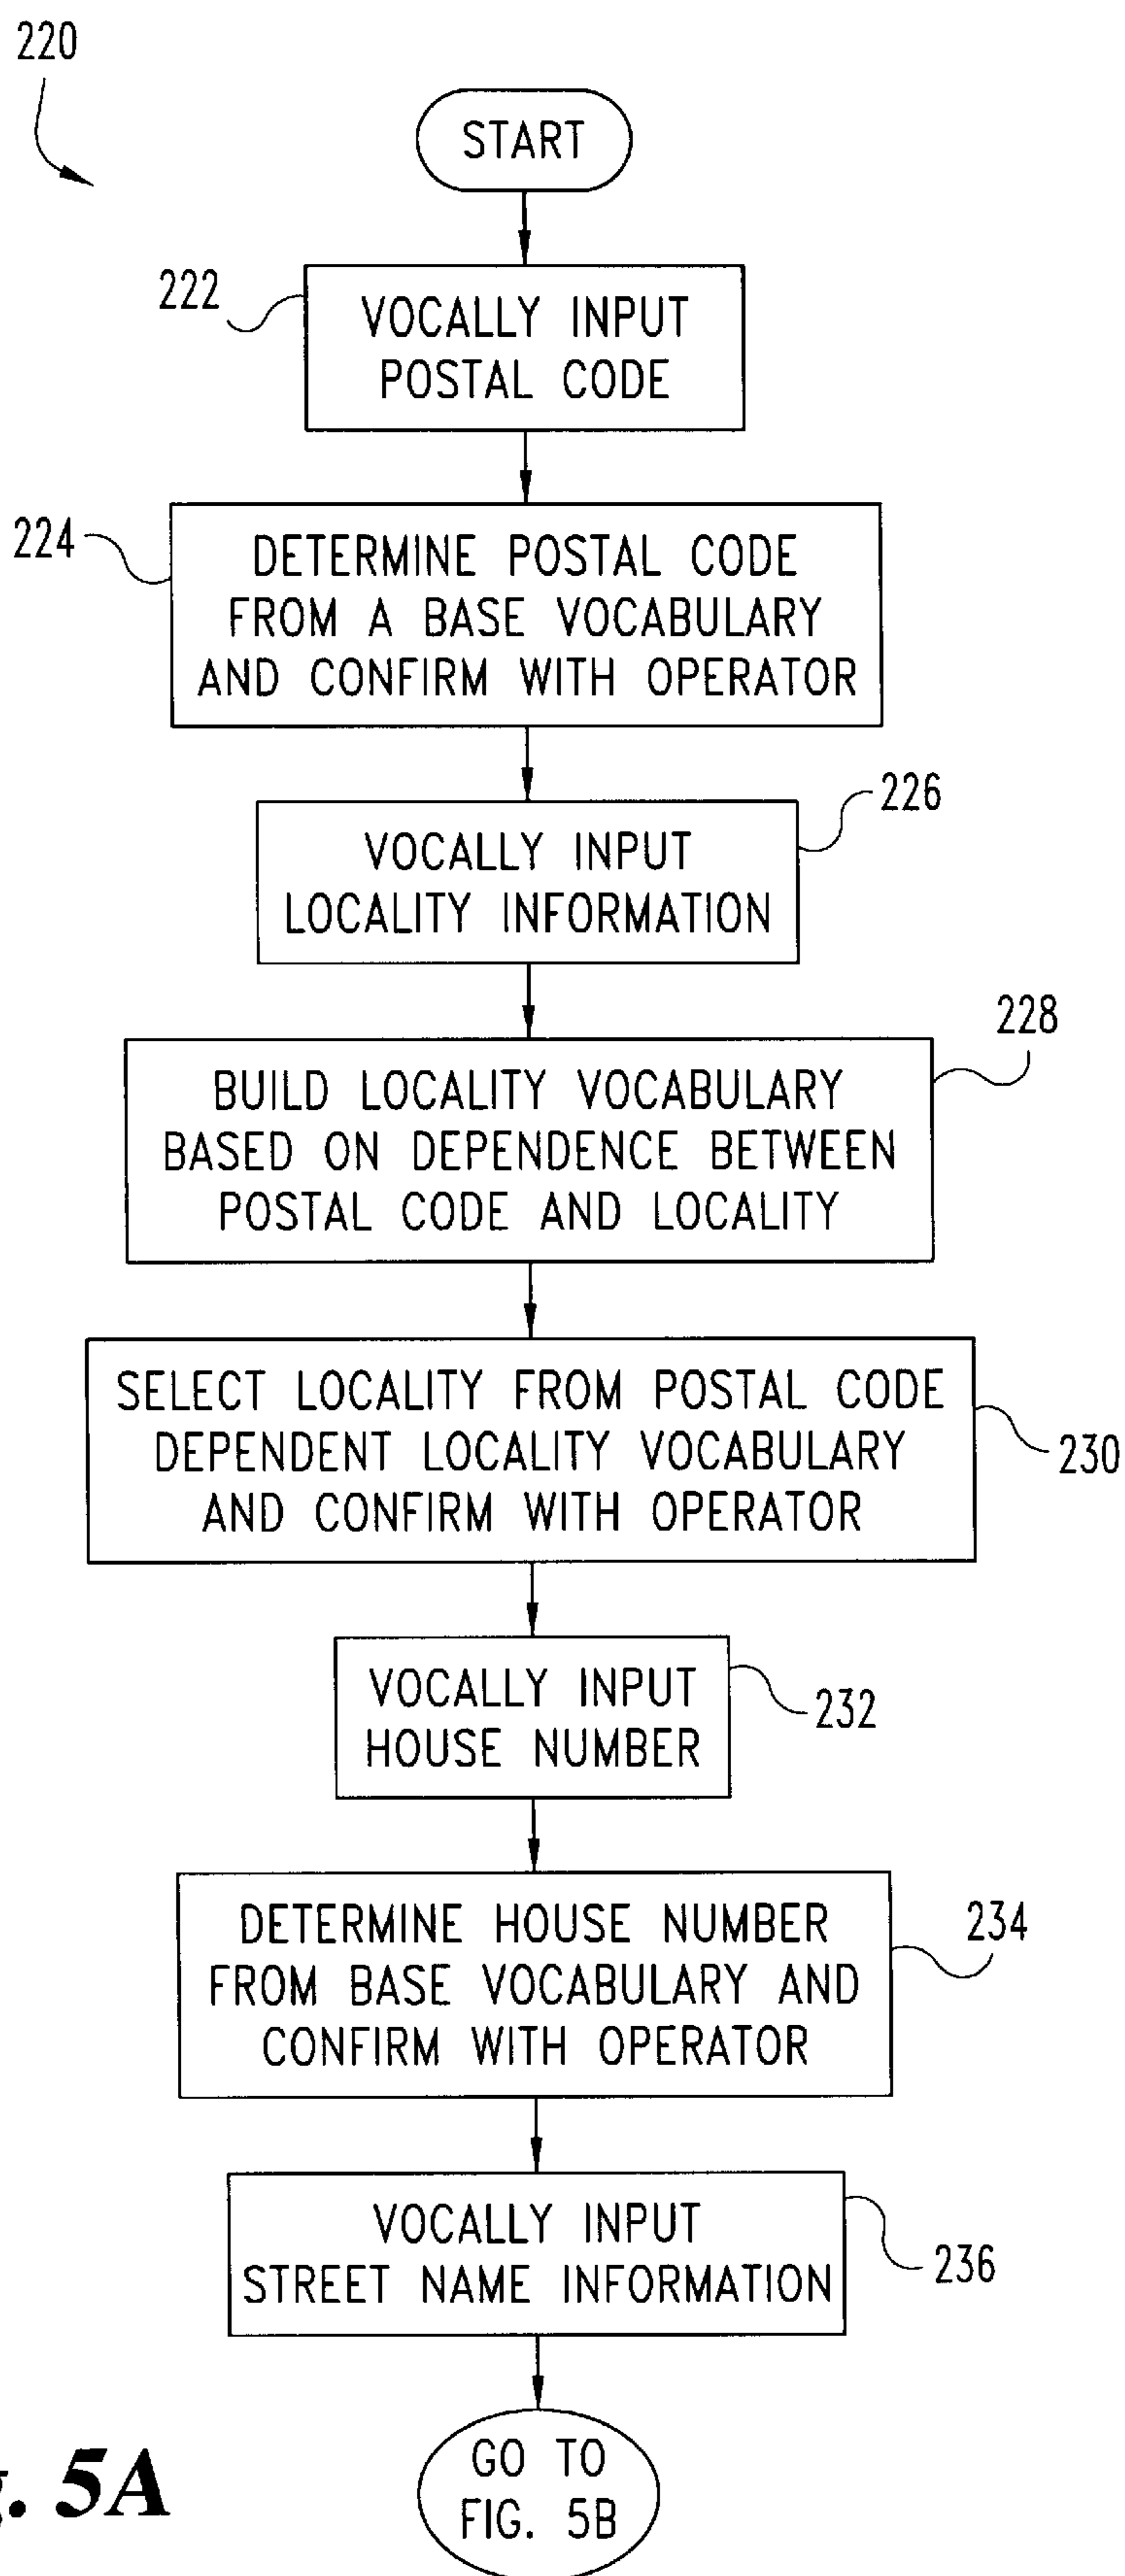 220
START
222
VOCALLY INPUT
POSTAL CODE
224
DETERMINE POSTAL CODE
FROM A BASE VOCABULARY
AND CONFIRM WITH OPERATOR
226
VOCALLY INPUT
LOCALITY INFORMATION
228
BUILD LOCALITY VOCABULARY
BASED ON DEPENDENCE BETWEEN
POSTAL CODE AND LOCALITY
SELECT LOCALITY FROM POSTAL CODE
DEPENDENT LOCALITY VOCABULARY
AND CONFIRM WITH OPERATOR
230
VOCALLY INPUT
HOUSE NUMBER
232
DETERMINE HOUSE NUMBER
FROM BASE VOCABULARY AND
CONFIRM WITH OPERATOR
234
VOCALLY INPUT
STREET NAME INFORMATION
236
GO TO
FIG. 5B
5A